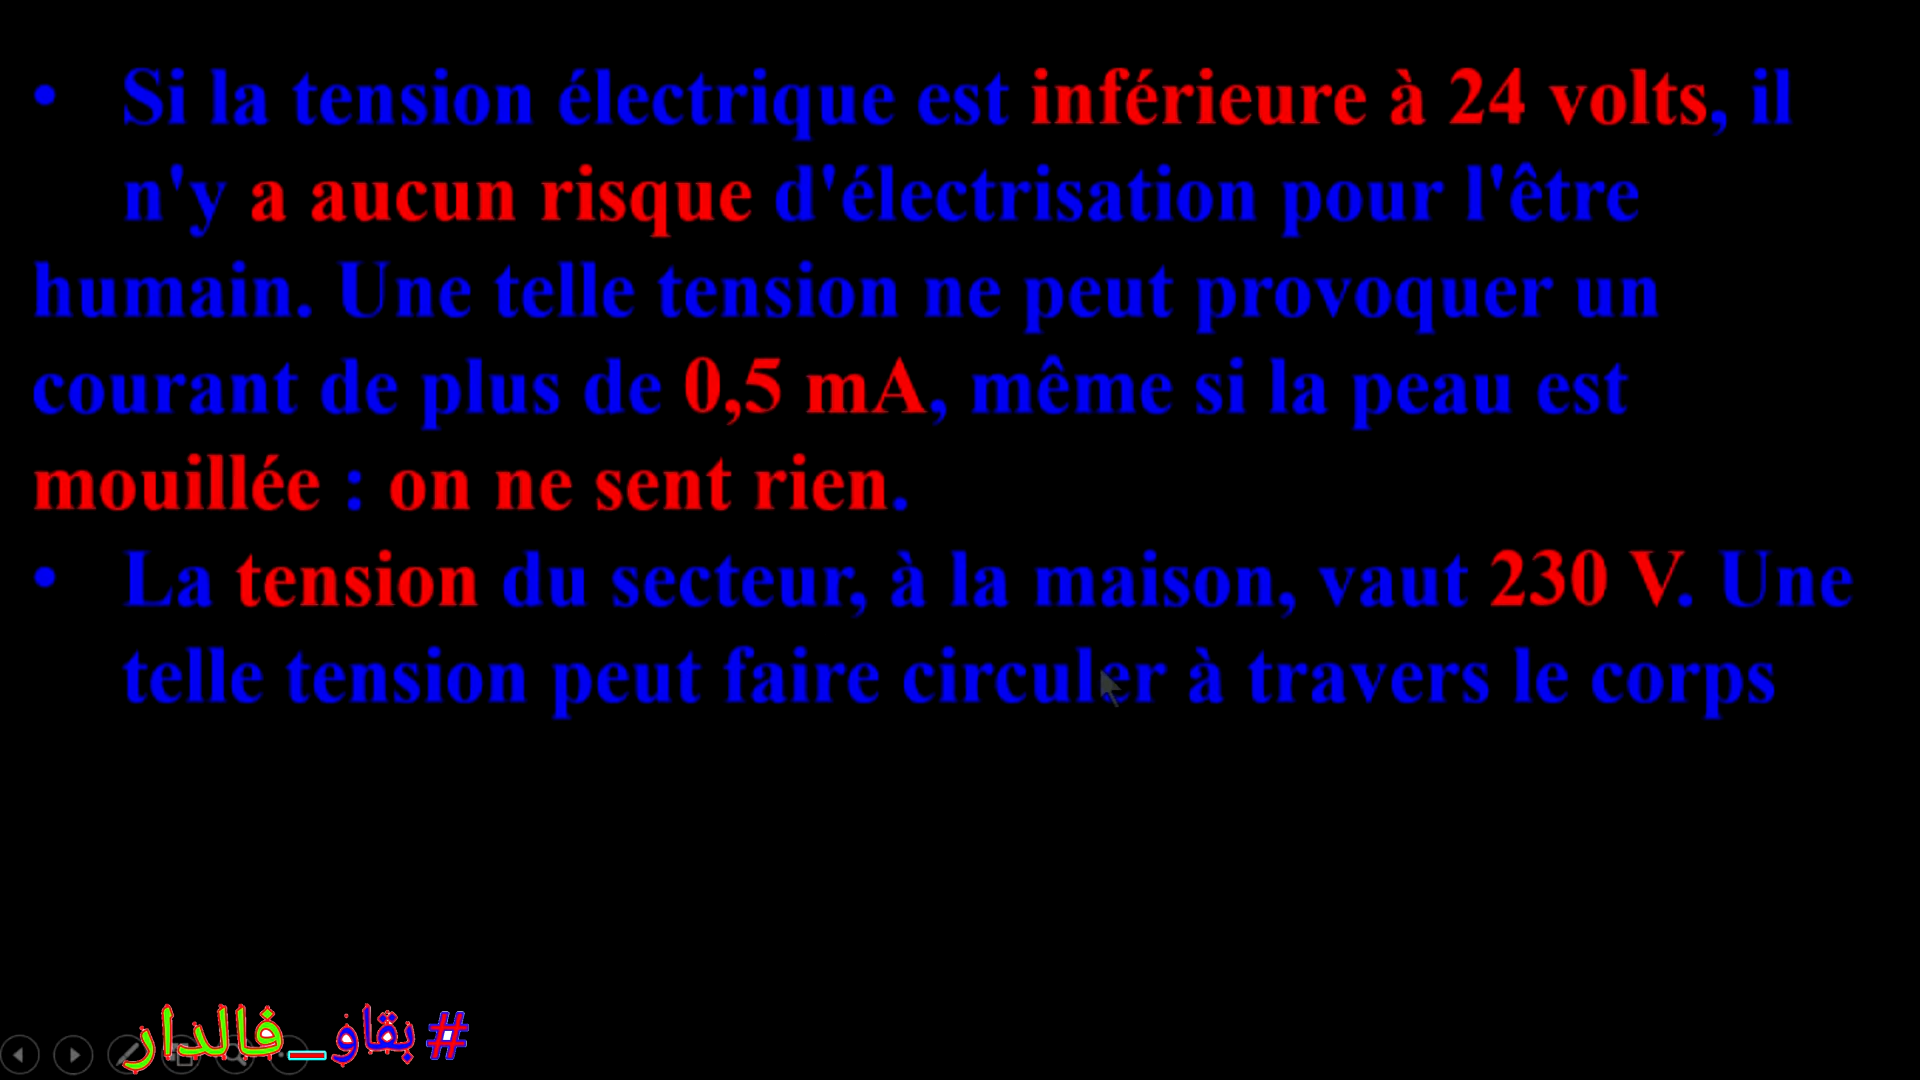 • Si la tension électrique est inférieure à 24 volts, il
n'y a aucun risque d'électrisation pour l'être
humain. Une telle tension ne peut provoquer un
courant de plus de 0,5 mA, même si la peau est
mouillée : on ne sent rien.
• La tension du secteur, à la maison, vaut 230 V. Une
telle tension peut faire circuler à travers le corps
#بقاو_فالدار